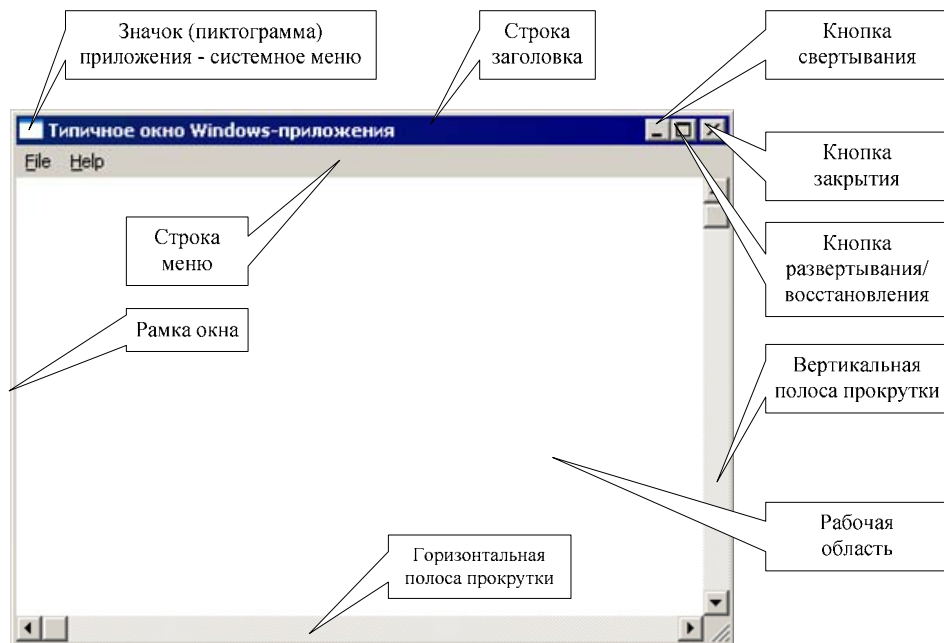 Значок (пиктограмма)
приложения - системное меню
Строка
заголовка
Кнопка
свертывания
Типичное окно Windows-приложения
File Help
Кнопка
закрытия
Строка
меню
Кнопка
развертывания/
восстановления
Рамка окна
Вертикальная
полоса прокрутки
Рабочая
область
Горизонтальная
полоса прокрутки